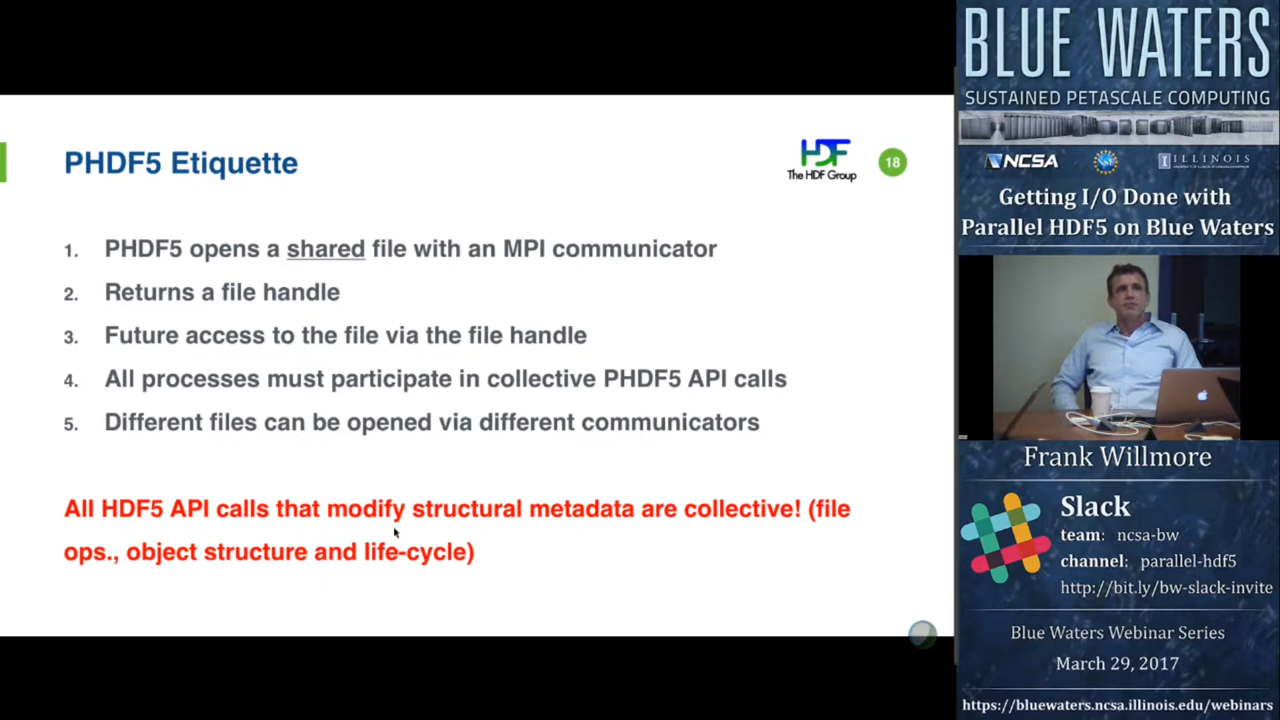 PHDF5 Etiquette
HDF
The HDF Group
18
1. PHDF5 opens a shared file with an MPI communicator
2. Returns a file handle
3. Future access to the file via the file handle
4. All processes must participate in collective PHDF5 API calls
5. Different files can be opened via different communicators
All HDF5 API calls that modify structural metadata are collective! (file
ops., object structure and life-cycle)
BLUE WATERS
SUSTAINED PETASCALE COMPUTING
NCSA
ILLINOIS
Getting I/O Done with
Parallel HDF5 on Blue Waters
Frank Willmore
Slack
team: ncsa-bw
channel: parallel-hdf5
http://bit.ly/bw-slack-invite
Blue Waters Webinar Series
March 29, 2017
https://bluewaters.ncsa.illinois.edu/webinars